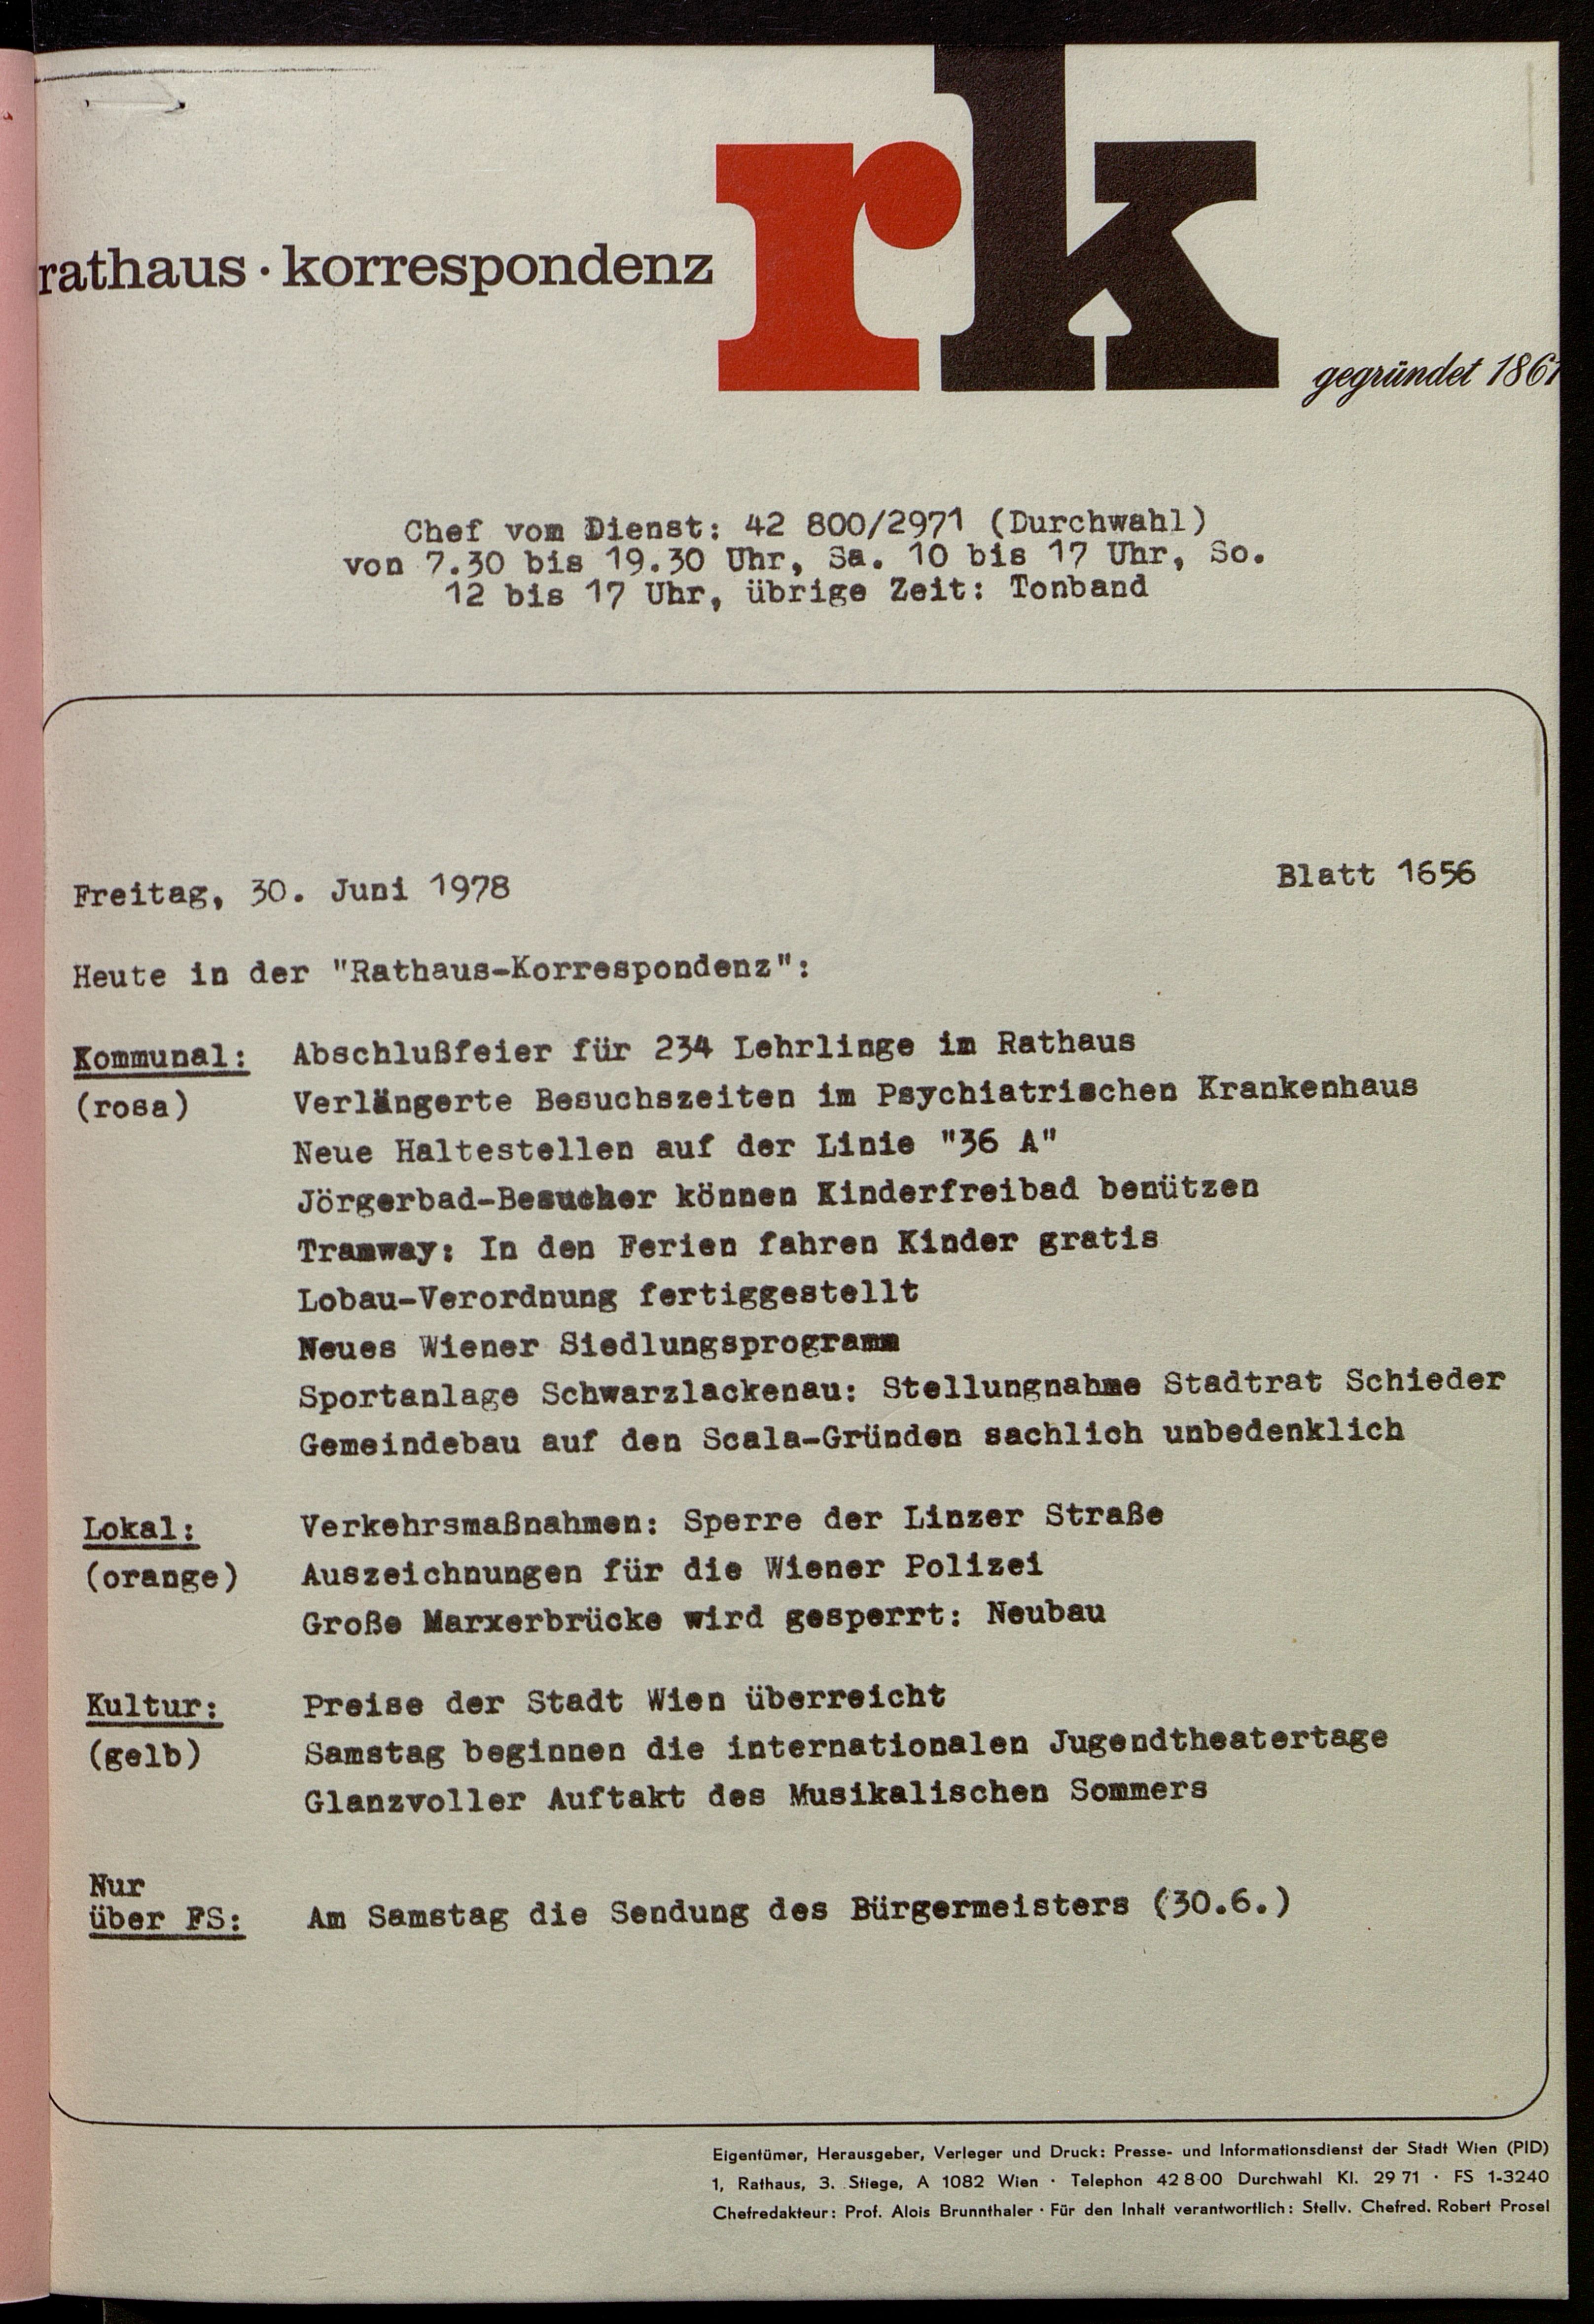 rk
rathaus · korrespondenz
gegründet 1861
Chef vom Dienst: 42 800/2971 (Durchwahl)
von 7.30 bis 19.30 Uhr, Sa. 10 bis 17 Uhr, So.
12 bis 17 Uhr, übrige Zeit: Tonband
Freitag, 30. Juni 1978 Blatt 1656
Heute in der "Rathaus-Korrespondenz":
Kommunal: Abschlußfeier für 234 Lehrlinge im Rathaus
(rosa) Verlängerte Besuchszeiten im Psychiatrischen Krankenhaus
Neue Haltestellen auf der Linie "36 A"
Jörgerbad-Besucher können Kinderfreibad benützen
Tramway: In den Ferien fahren Kinder gratis
Lobau-Verordnung fertiggestellt
Neues Wiener Siedlungsprogramm
Sportanlage Schwarzlackenau: Stellungnahme Stadtrat Schieder
Gemeindebau auf den Scala-Gründen sachlich unbedenklich
Lokal: Verkehrsmaßnahmen: Sperre der Linzer Straße
(orange) Auszeichnungen für die Wiener Polizei
Große Marxerbrücke wird gesperrt: Neubau
Kultur: Preise der Stadt Wien überreicht
(gelb) Samstag beginnen die internationalen Jugendtheatertage
Glanzvoller Auftakt des Musikalischen Sommers
Nur
über FS: Am Samstag die Sendung des Bürgermeisters (30.6.)
Eigentümer, Herausgeber, Verleger und Druck: Presse- und Informationsdienst der Stadt Wien (PID)
1, Rathaus, 3. Stiege, A 1082 Wien · Telephon 42 8 00 Durchwahl Kl. 29 71 · FS 1-3240
Chefredakteur: Prof. Alois Brunnthaler · Für den Inhalt verantwortlich: Stellv. Chefred. Robert Prosel